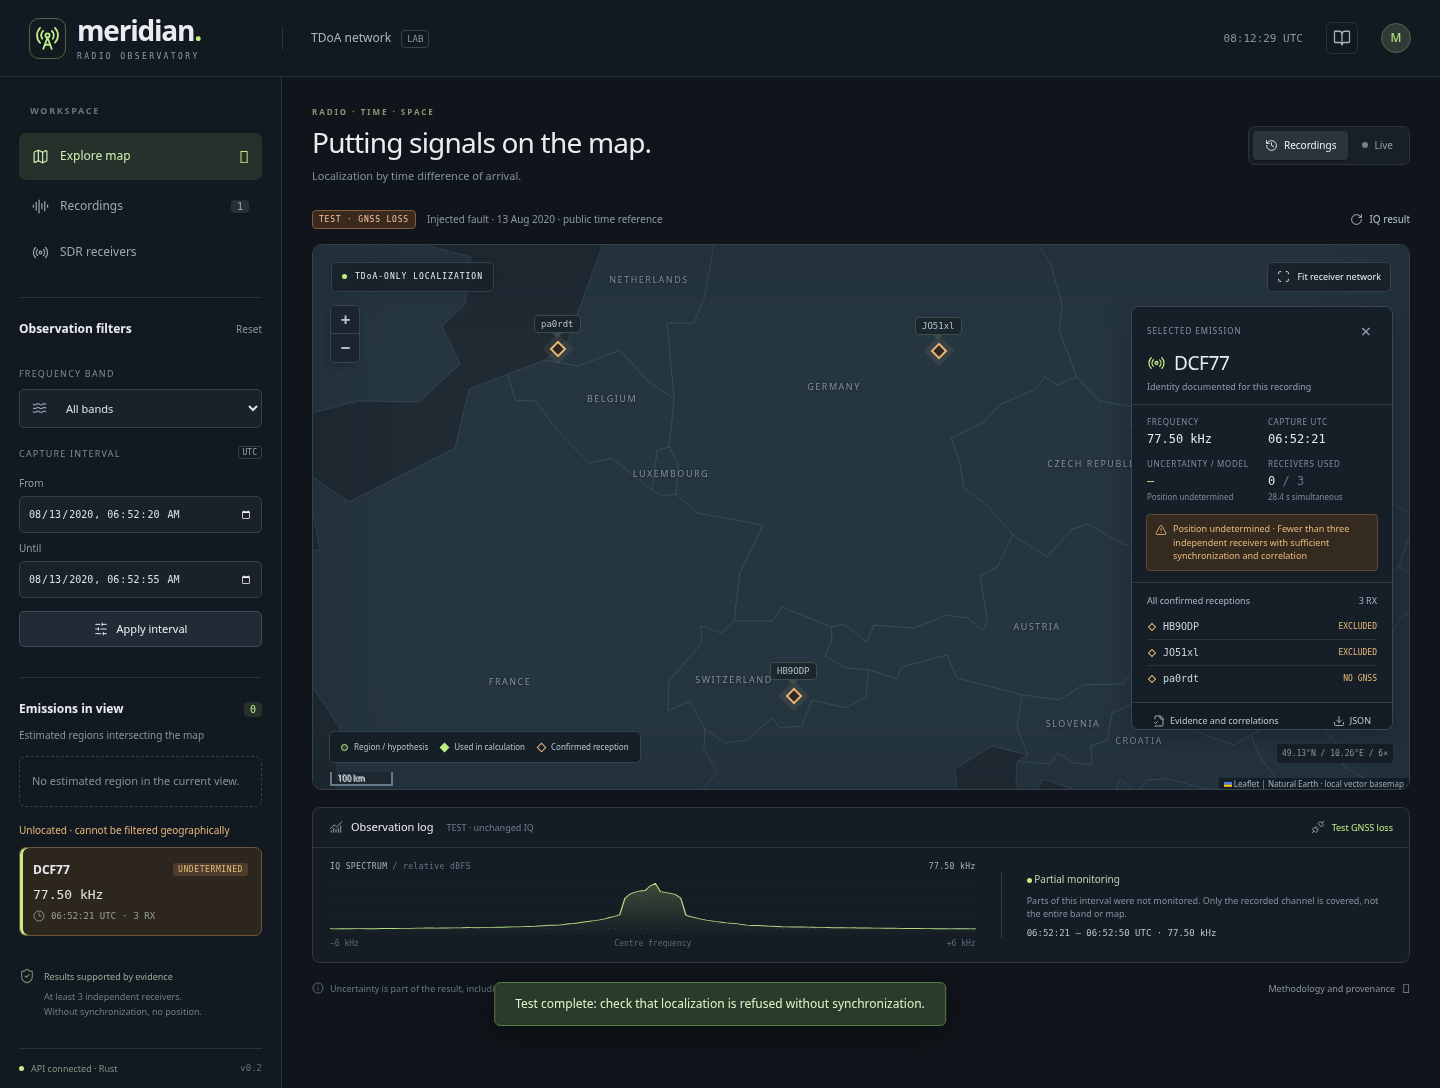 meridian.
RADIO OBSERVATORY
TDoA network
LAB
08:12:29 UTC
M
WORKSPACE
Explore map
Recordings
1
SDR receivers
Observation filters
Reset
FREQUENCY BAND
All bands
CAPTURE INTERVAL
UTC
From
08/13/2020, 06:52:20 AM
Until
08/13/2020, 06:52:55 AM
Apply interval
Emissions in view
0
Estimated regions intersecting the map
No estimated region in the current view.
Unlocated · cannot be filtered geographically
DCF77
UNDETERMINED
77.50 kHz
06:52:21 UTC · 3 RX
Results supported by evidence
At least 3 independent receivers.
Without synchronization, no position.
API connected · Rust
v0.2
RADIO · TIME · SPACE
Putting signals on the map.
Localization by time difference of arrival.
Recordings
Live
TEST · GNSS LOSS
Injected fault · 13 Aug 2020 · public time reference
IQ result
TDoA-ONLY LOCALIZATION
+
−
Fit receiver network
NETHERLANDS
pa0rdt
JO51xl
GERMANY
BELGIUM
LUXEMBOURG
CZECH REPUBLI
AUSTRIA
FRANCE
SWITZERLAND
HB9ODP
SLOVENIA
CROATIA
Region / hypothesis
Used in calculation
Confirmed reception
100 km
49.13°N / 10.26°E / 6×
Leaflet | Natural Earth · local vector basemap
SELECTED EMISSION
DCF77
Identity documented for this recording
FREQUENCY
CAPTURE UTC
77.50 kHz
06:52:21
UNCERTAINTY / MODEL
RECEIVERS USED
—
0 / 3
Position undetermined
28.4 s simultaneous
Position undetermined · Fewer than three
independent receivers with sufficient
synchronization and correlation
All confirmed receptions
3 RX
HB9ODP
EXCLUDED
JO51xl
EXCLUDED
pa0rdt
NO GNSS
Evidence and correlations
JSON
Observation log
TEST · unchanged IQ
Test GNSS loss
IQ SPECTRUM / relative dBFS
77.50 kHz
−6 kHz
Centre frequency
+6 kHz
Partial monitoring
Parts of this interval were not monitored. Only the recorded channel is covered, not
the entire band or map.
06:52:21 — 06:52:50 UTC · 77.50 kHz
Uncertainty is part of the result, includi
Methodology and provenance
Test complete: check that localization is refused without synchronization.